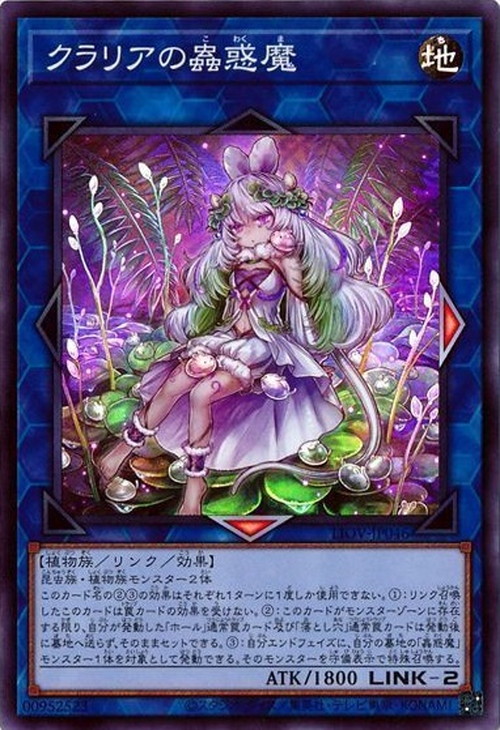 クラリアの蟲惑魔
地
LIOV-JP046
【植物族/リンク/効果】
昆虫族・植物族モンスター2体
このカード名の②③の効果はそれぞれ1ターンに1度しか使用できない。①:リンク召喚
したこのカードは罠カードの効果を受けない。②:このカードがモンスターゾーンに存在
する限り、自分が発動した「ホール」通常罠カード及び「落とし穴」通常罠カードは発動後
に墓地へ送らず、そのままセットできる。③:自分エンドフェイズに、自分の墓地の「蟲惑魔」
モンスター1体を対象として発動できる。そのモンスターを守備表示で特殊召喚する。
ATK/1800 LINK-2
00952523
©スタジオ・ダイス/集英社・テレビ東京・KONAMI